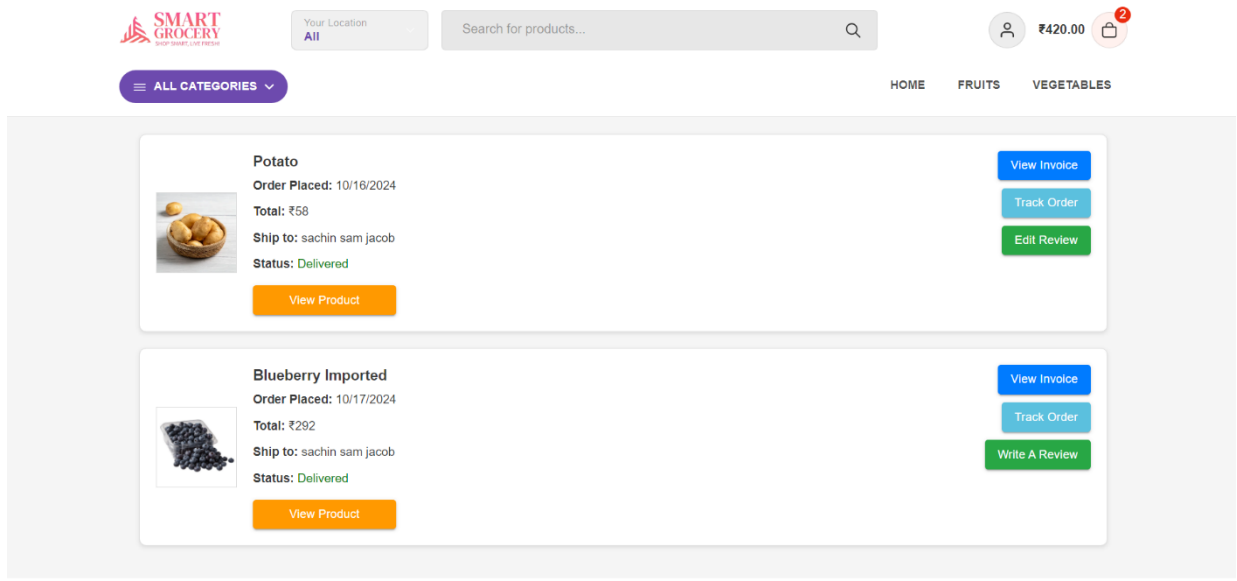 SMART
GROCERY
SHOP SMART, LIVE FRESH!
Your Location
All
Search for products...
₹420.00
2
ALL CATEGORIES
HOME
FRUITS
VEGETABLES
Potato
Order Placed: 10/16/2024
Total: ₹58
Ship to: sachin sam jacob
Status: Delivered
View Product
View Invoice
Track Order
Edit Review
Blueberry Imported
Order Placed: 10/17/2024
Total: ₹292
Ship to: sachin sam jacob
Status: Delivered
View Product
View Invoice
Track Order
Write A Review